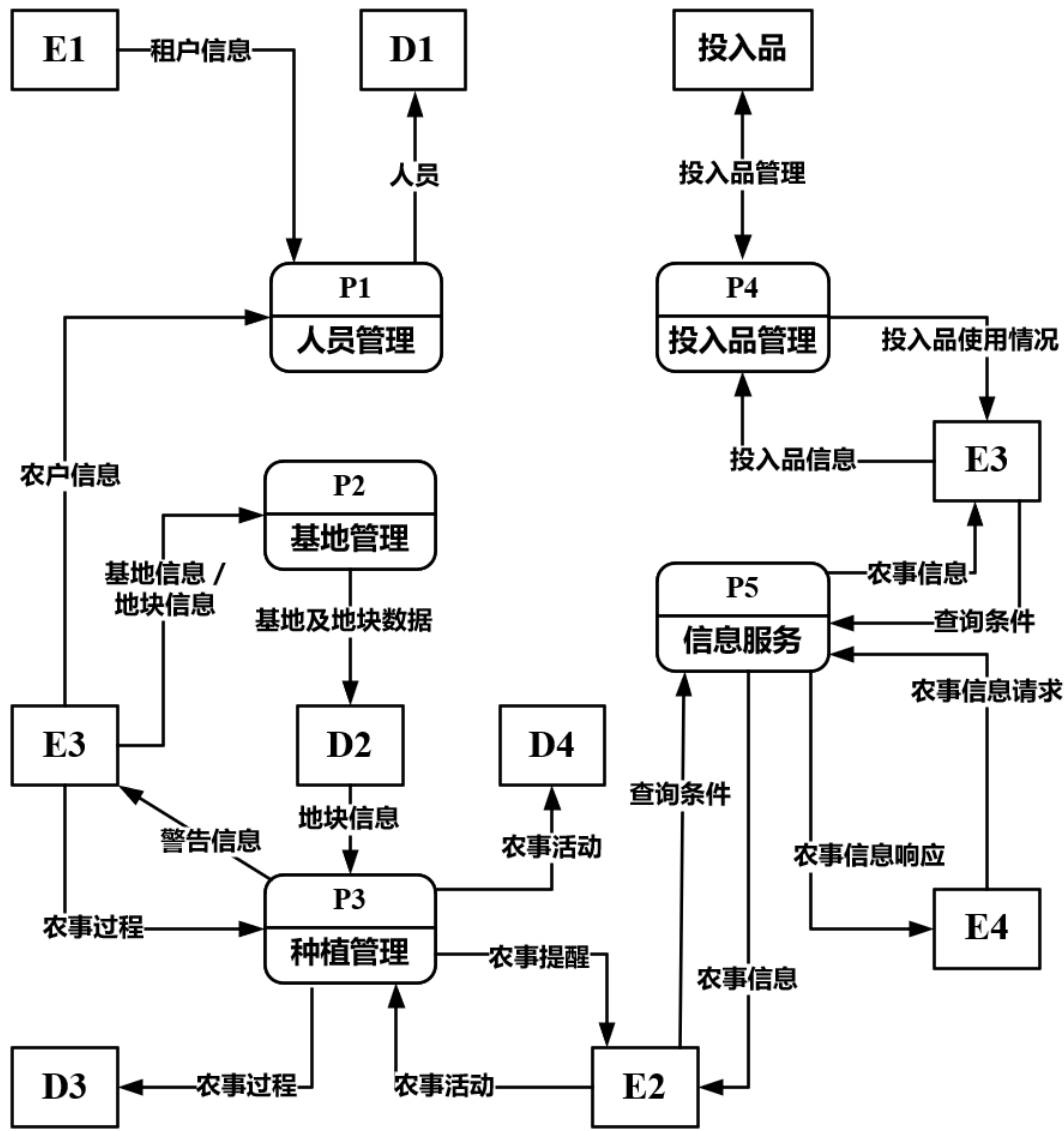 E1
租户信息
D1
投入品
人员
投入品管理
P1
人员管理
P4
投入品管理
投入品使用情况
农户信息
投入品信息
E3
P2
基地管理
基地信息 /
地块信息
农事信息
P5
信息服务
查询条件
基地及地块数据
农事信息请求
E3
D2
D4
查询条件
地块信息
警告信息
农事活动
农事信息响应
P3
种植管理
农事过程
E4
农事提醒
农事信息
D3
农事过程
农事活动
E2